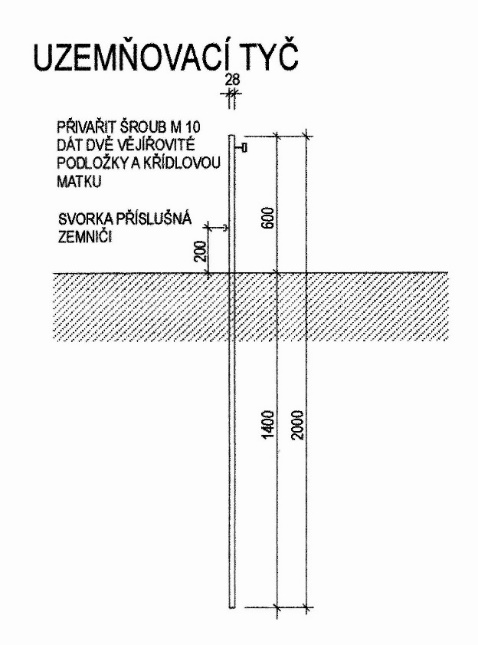 UZEMŇOVACÍ TYČ
28
PŘIVAŘIT ŠROUB M 10
DÁT DVĚ VĚJÍŘOVITÉ
PODLOŽKY A KŘÍDLOVOU
MATKU
SVORKA PŘÍSLUŠNÁ
ZEMNIČI
200
600
1400
2000